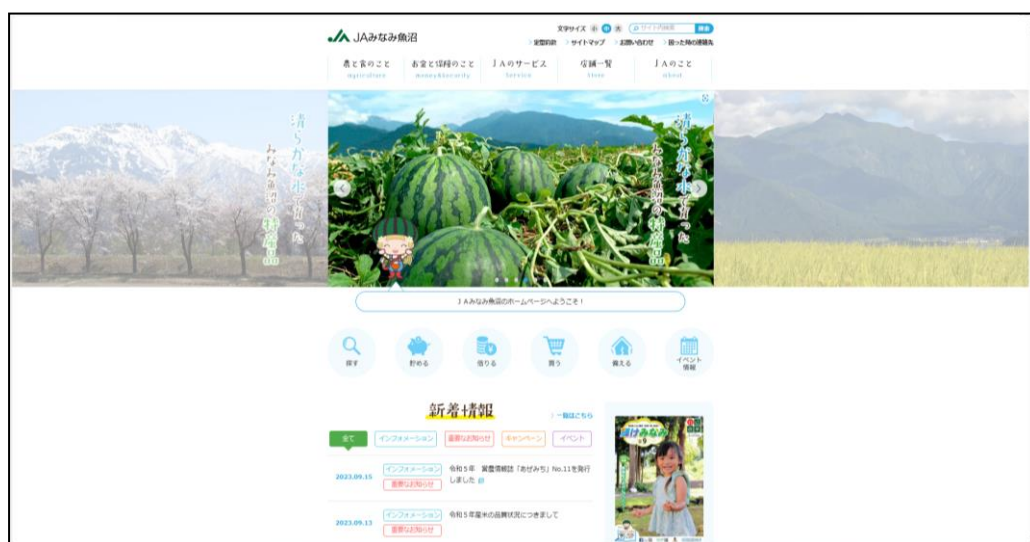 JAみなみ魚沼
文字サイズ 小 中 大 サイト内検索 検索
サイトマップ お問い合わせ 困った時の連絡先
農と食のこと お金と保障のこと JAのサービス 店舗一覧 JAのこと
agriculture money&security Service Store about
清らかな水で育った
みなみ魚沼の特産品
清らかな水で育った
みなみ魚沼の特産品
JAみなみ魚沼のホームページへようこそ!
探す 貯める 借りる 買う 備える イベント
情報
新着情報
一覧はこちら
全て インフォメーション 重要なお知らせ キャンペーン イベント
2023.09.15 インフォメーション 重要なお知らせ 令和5年 営農情報誌「あぜみち」No.11を発行
しました
2023.09.13 インフォメーション 重要なお知らせ 令和5年産米の品質状況につきまして
9